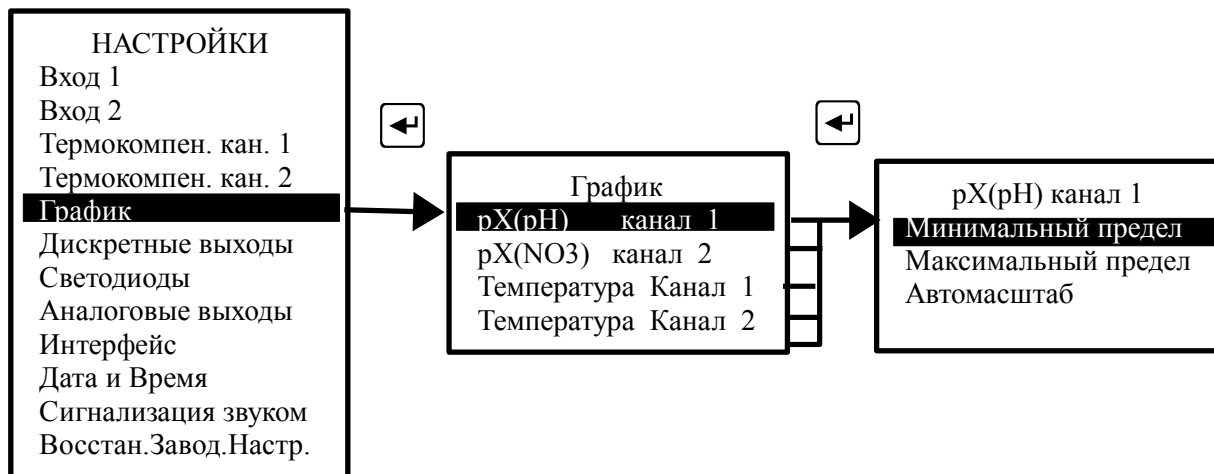 НАСТРОЙКИ
Вход 1
Вход 2
Термокомпен. кан. 1
Термокомпен. кан. 2
График
Дискретные выходы
Светодиоды
Аналоговые выходы
Интерфейс
Дата и Время
Сигнализация звуком
Восстан.Завод.Настр.
График
pX(pH) канал 1
pX(NO3) канал 2
Температура Канал 1
Температура Канал 2
pX(pH) канал 1
Минимальный предел
Максимальный предел
Автомасштаб